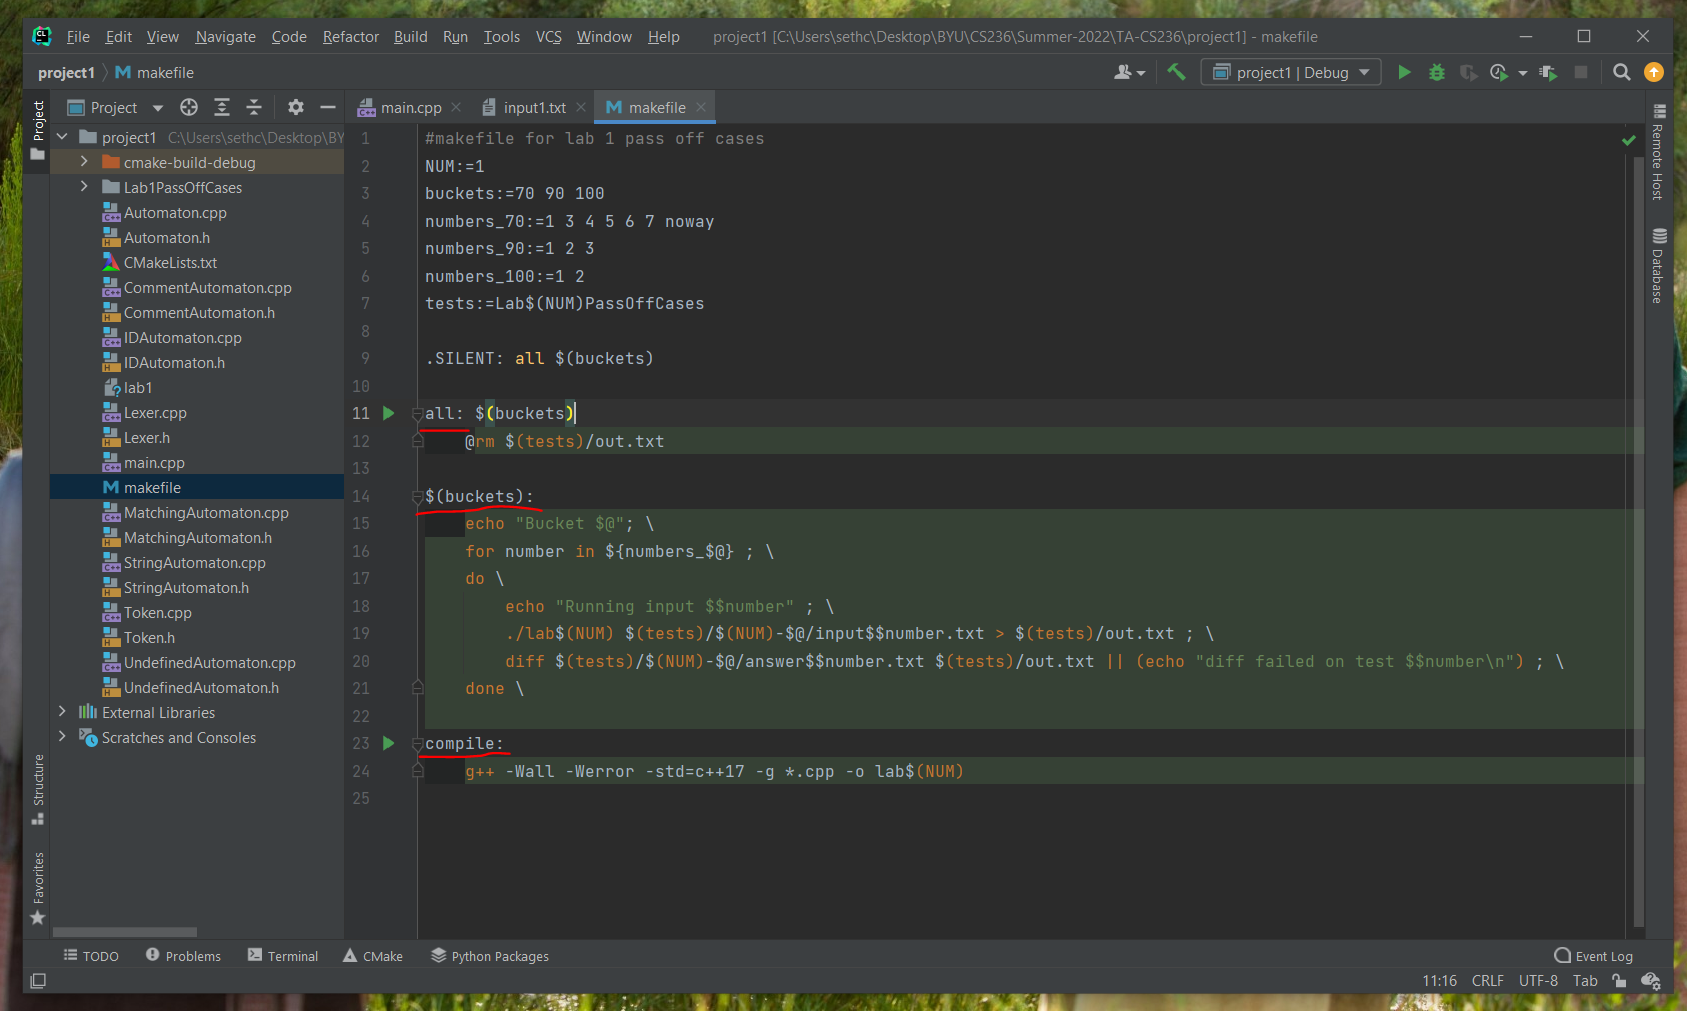 File Edit View Navigate Code Refactor Build Run Tools VCS Window Help project1 [C:\Users\sethc\Desktop\BYU\CS236\Summer-2022\TA-CS236\project1] - makefile
project1 makefile project1 | Debug
Project
Project
main.cpp input1.txt makefile
project1 C:\Users\sethc\Desktop\BY
cmake-build-debug
Lab1PassOffCases
Automaton.cpp
Automaton.h
CMakeLists.txt
CommentAutomaton.cpp
CommentAutomaton.h
IDAutomaton.cpp
IDAutomaton.h
lab1
Lexer.cpp
Lexer.h
main.cpp
makefile
MatchingAutomaton.cpp
MatchingAutomaton.h
StringAutomaton.cpp
StringAutomaton.h
Token.cpp
Token.h
UndefinedAutomaton.cpp
UndefinedAutomaton.h
External Libraries
Scratches and Consoles
Structure
Favorites
1 #makefile for lab 1 pass off cases
2 NUM:=1
3 buckets:=70 90 100
4 numbers_70:=1 3 4 5 6 7 noway
5 numbers_90:=1 2 3
6 numbers_100:=1 2
7 tests:=Lab$(NUM)PassOffCases
8
9 .SILENT: all $(buckets)
10
11 all: $(buckets)
12 @rm $(tests)/out.txt
13
14 $(buckets):
15 echo "Bucket $@"; \
16 for number in ${numbers_$@} ; \
17 do \
18 echo "Running input $$number" ; \
19 ./lab$(NUM) $(tests)/$(NUM)-$@/input$$number.txt > $(tests)/out.txt ; \
20 diff $(tests)/$(NUM)-$@/answer$$number.txt $(tests)/out.txt || (echo "diff failed on test $$number\n") ; \
21 done \
22
23 compile:
24 g++ -Wall -Werror -std=c++17 -g *.cpp -o lab$(NUM)
25
Remote Host
Database
TODO Problems Terminal CMake Python Packages Event Log
11:16 CRLF UTF-8 Tab